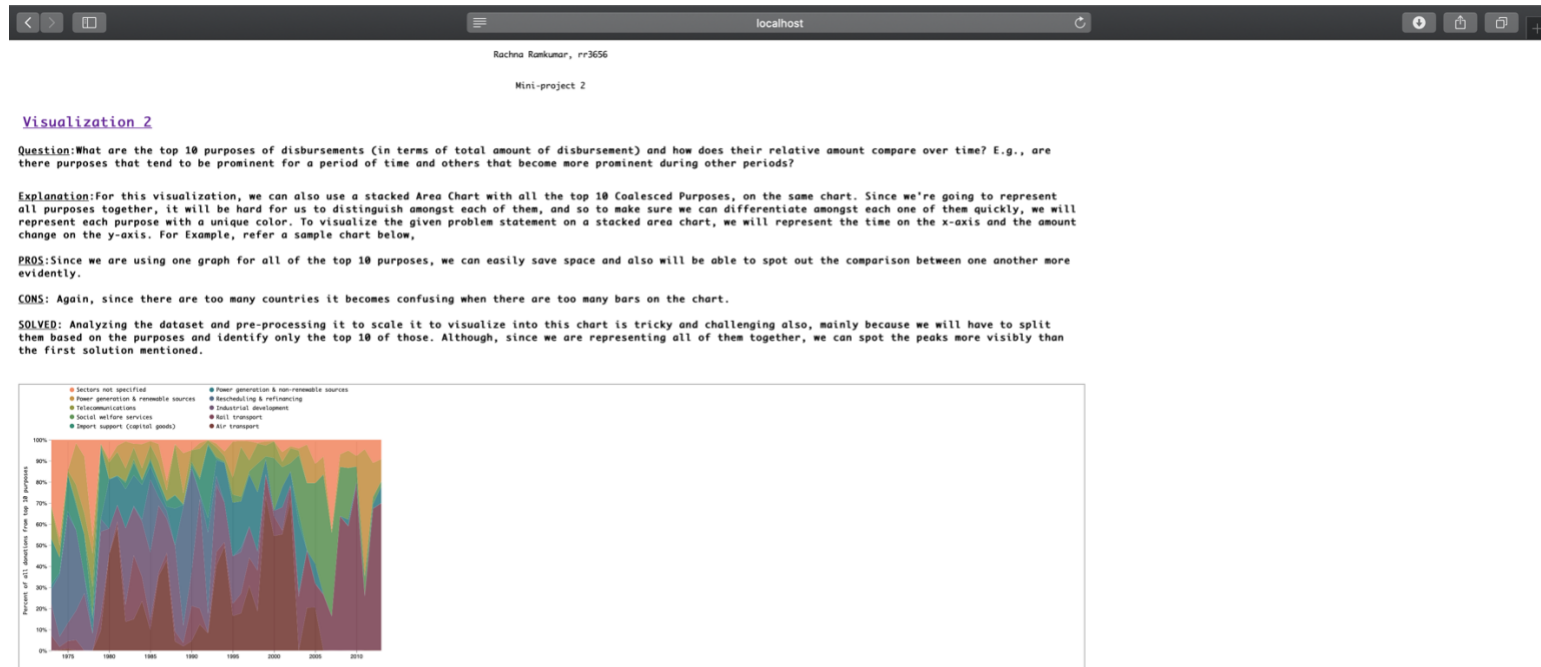 localhost
Rachna Ramkumar, rr3656
Mini-project 2
Visualization 2
Question:What are the top 10 purposes of disbursements (in terms of total amount of disbursement) and how does their relative amount compare over time? E.g., are
there purposes that tend to be prominent for a period of time and others that become more prominent during other periods?
Explanation:For this visualization, we can also use a stacked Area Chart with all the top 10 Coalesced Purposes, on the same chart. Since we're going to represent
all purposes together, it will be hard for us to distinguish amongst each of them, and so to make sure we can differentiate amongst each one of them quickly, we will
represent each purpose with a unique color. To visualize the given problem statement on a stacked area chart, we will represent the time on the x-axis and the amount
change on the y-axis. For Example, refer a sample chart below,
PROS:Since we are using one graph for all of the top 10 purposes, we can easily save space and also will be able to spot out the comparison between one another more
evidently.
CONS: Again, since there are too many countries it becomes confusing when there are too many bars on the chart.
SOLVED: Analyzing the dataset and pre-processing it to scale it to visualize into this chart is tricky and challenging also, mainly because we will have to split
them based on the purposes and identify only the top 10 of those. Although, since we are representing all of them together, we can spot the peaks more visibly than
the first solution mentioned.
Sectors not specified
Power generation & renewable sources
Telecommunications
Social welfare services
Import support (capital goods)
Power generation & non-renewable sources
Rescheduling & refinancing
Industrial development
Rail transport
Air transport
Percent of all donations from top 10 purposes
100%
90%
80%
70%
60%
50%
40%
30%
20%
10%
0%
1975 1980 1985 1990 1995 2000 2005 2010